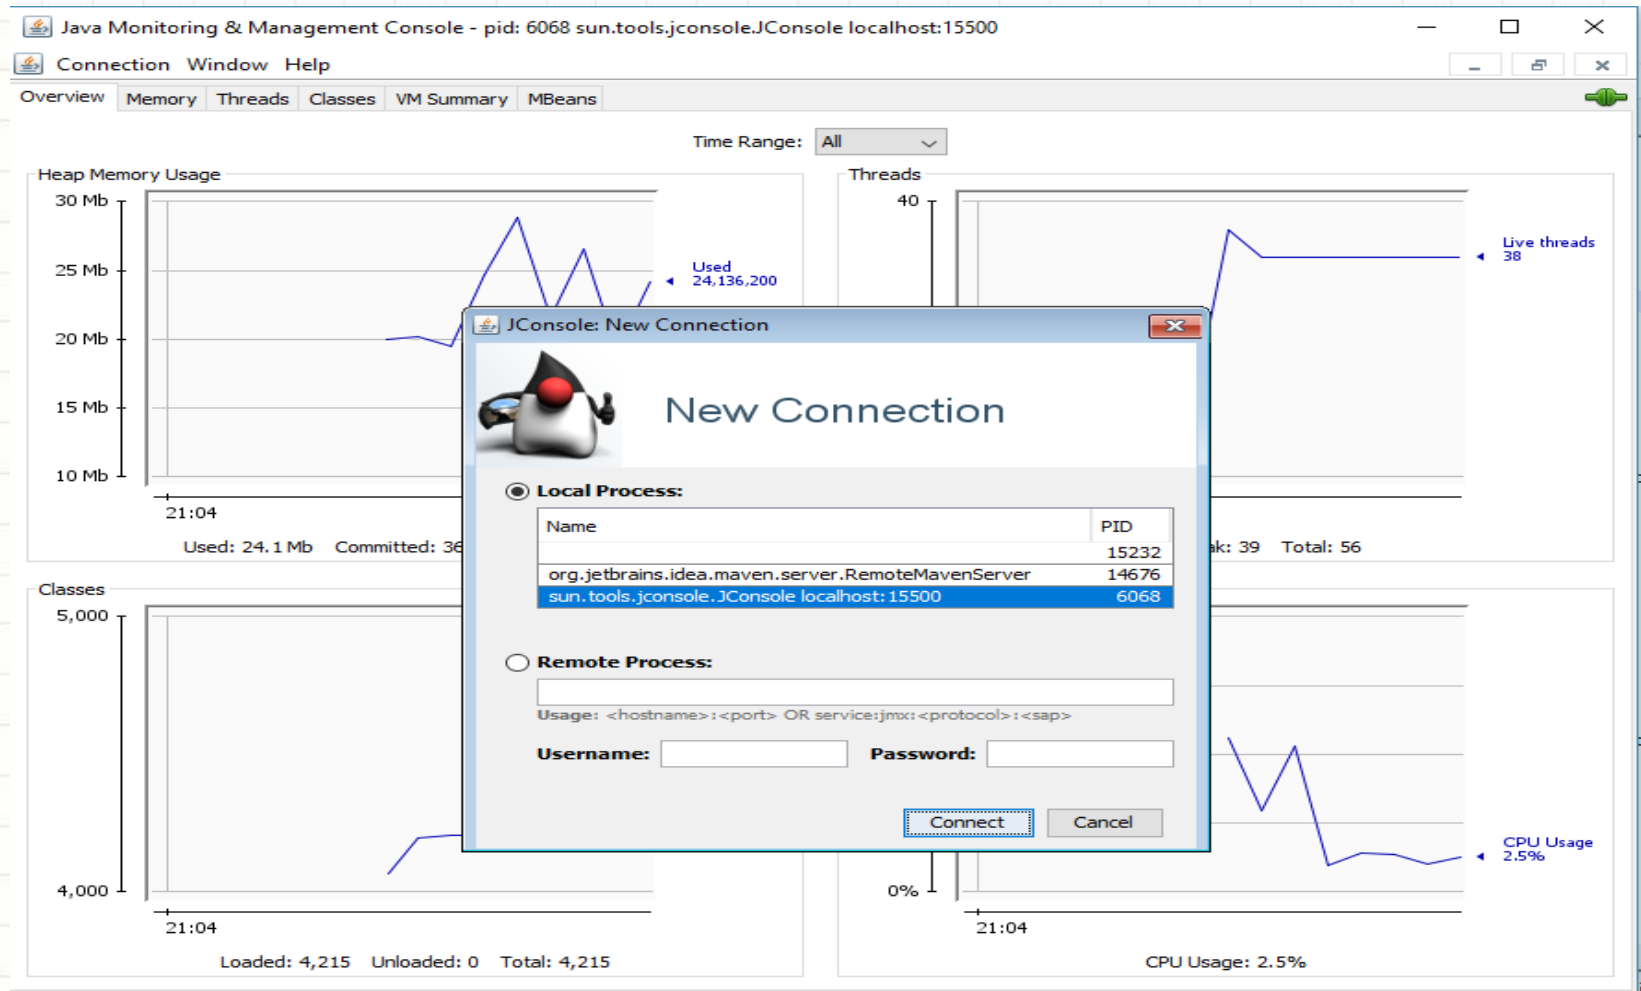 Java Monitoring & Management Console - pid: 6068 sun.tools.jconsole.JConsole localhost:15500
Connection Window Help
Overview Memory Threads Classes VM Summary MBeans
Time Range: All
Heap Memory Usage
30 Mb
25 Mb
20 Mb
15 Mb
10 Mb
Used
24,136,200
21:04
Used: 24.1 Mb Committed: 36
Threads
40
Live threads
38
39 Total: 56
JConsole: New Connection
New Connection
Local Process:
Name PID
15232
org.jetbrains.idea.maven.server.RemoteMavenServer 14676
sun.tools.jconsole.JConsole localhost:15500 6068
Remote Process:
Usage: <hostname>:<port> OR service:jmx:<protocol>:<sap>
Username: Password:
Connect Cancel
Classes
5,000
4,000
21:04
Loaded: 4,215 Unloaded: 0 Total: 4,215
CPU Usage
2.5%
0%
21:04
CPU Usage: 2.5%